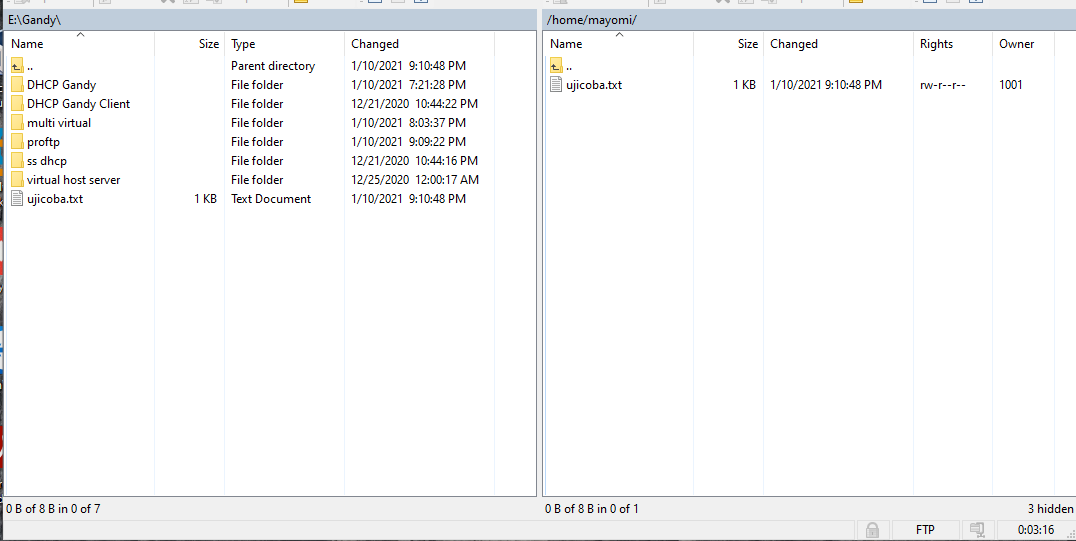 E:\Gandy\
Name Size Type Changed
.. Parent directory 1/10/2021 9:10:48 PM
DHCP Gandy File folder 1/10/2021 7:21:28 PM
DHCP Gandy Client File folder 12/21/2020 10:44:22 PM
multi virtual File folder 1/10/2021 8:03:37 PM
proftp File folder 1/10/2021 9:09:22 PM
ss dhcp File folder 12/21/2020 10:44:16 PM
virtual host server File folder 12/25/2020 12:00:17 AM
ujicoba.txt 1 KB Text Document 1/10/2021 9:10:48 PM
0 B of 8 B in 0 of 7
/home/mayomi/
Name Size Changed Rights Owner
..
ujicoba.txt 1 KB 1/10/2021 9:10:48 PM rw-r--r-- 1001
0 B of 8 B in 0 of 1 3 hidden
FTP 0:03:16